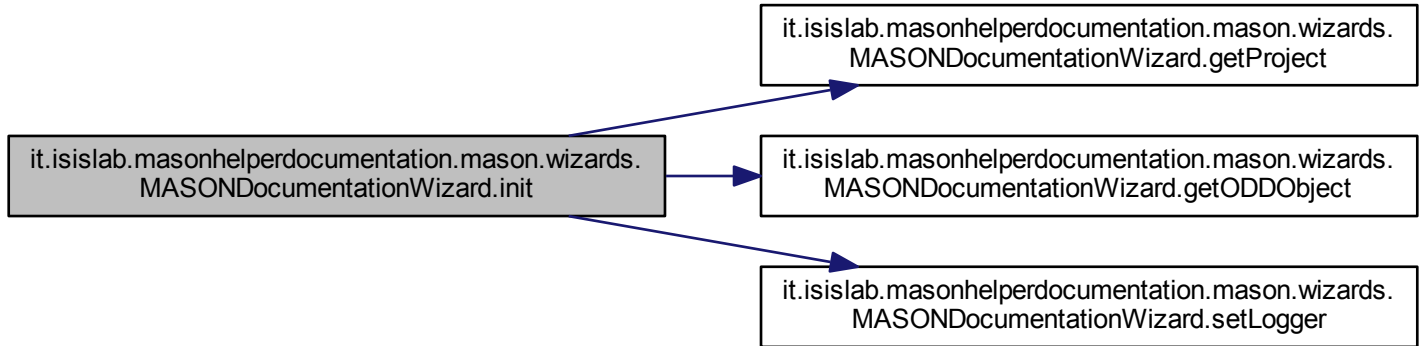 it.isislab.masonhelperdocumentation.mason.wizards.
MASONDocumentationWizard.init
it.isislab.masonhelperdocumentation.mason.wizards.
MASONDocumentationWizard.getProject
it.isislab.masonhelperdocumentation.mason.wizards.
MASONDocumentationWizard.getODDObject
it.isislab.masonhelperdocumentation.mason.wizards.
MASONDocumentationWizard.setLogger